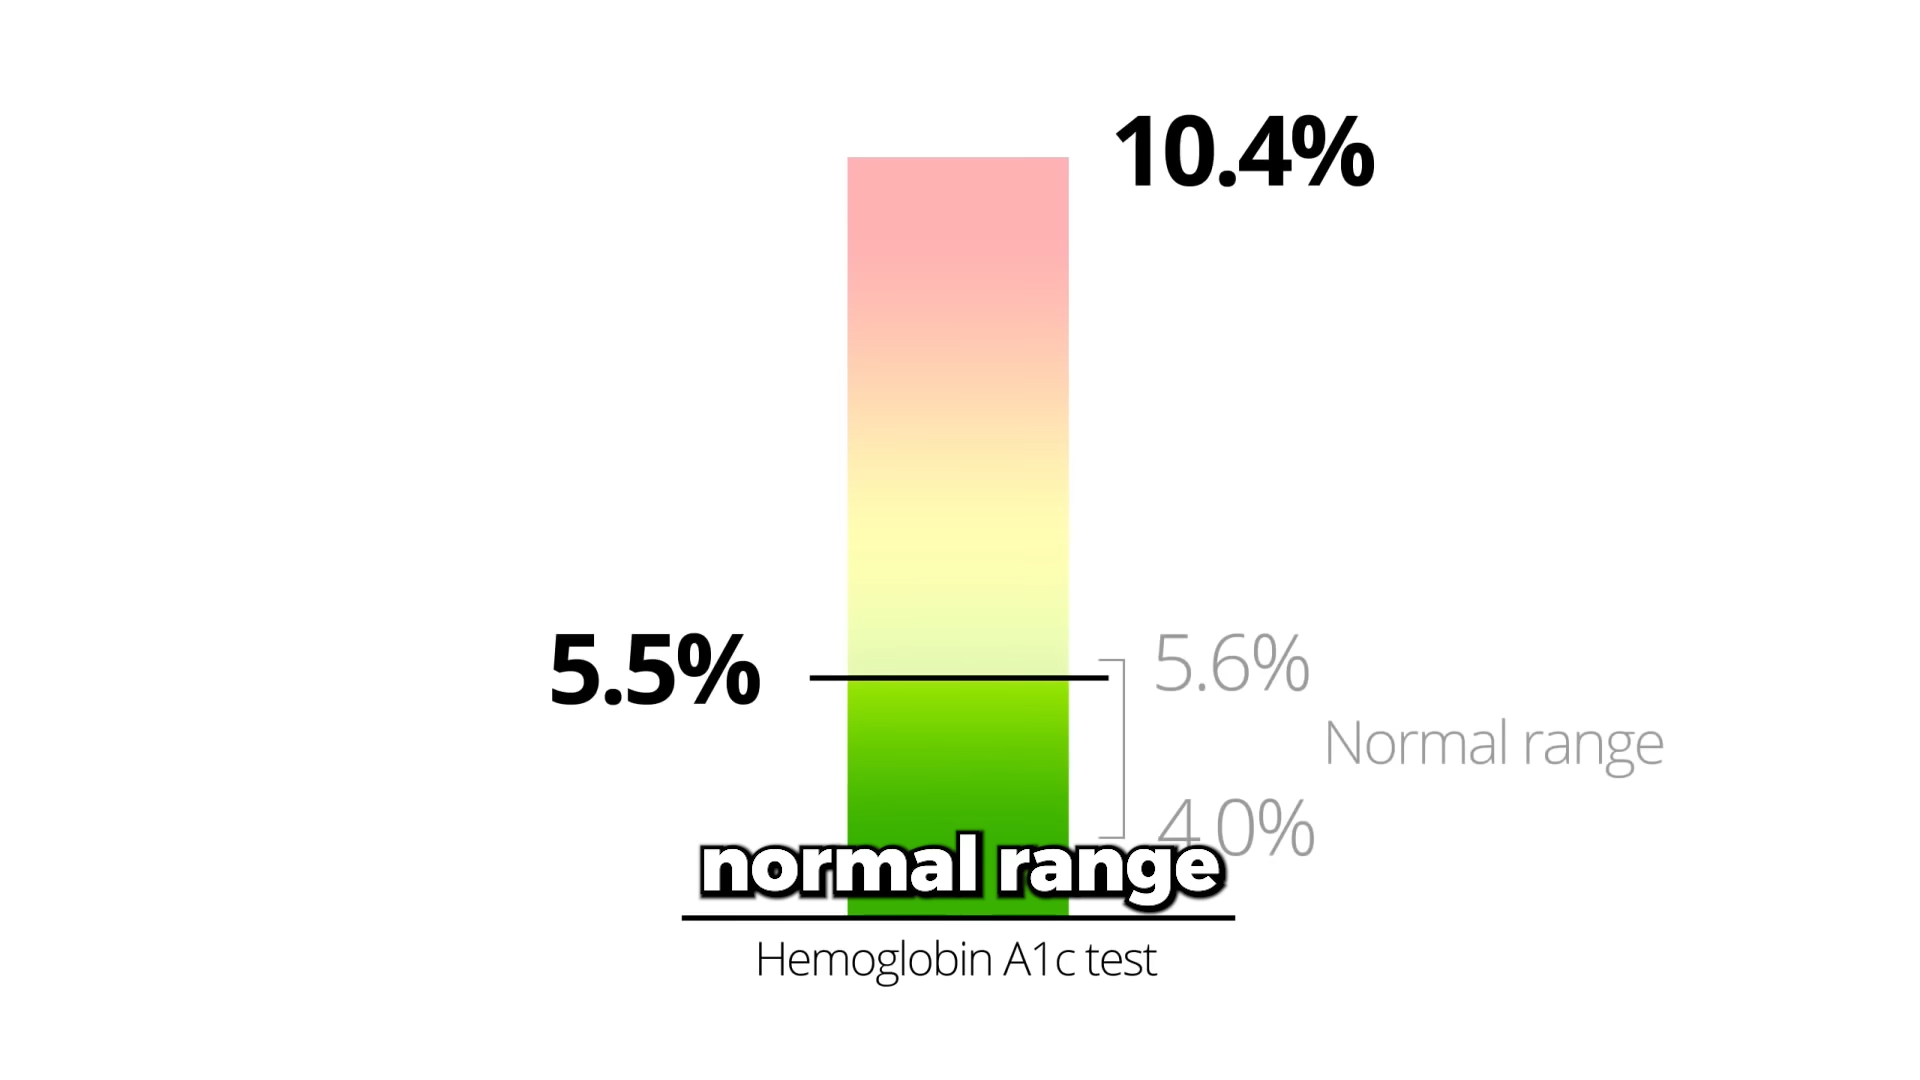 10.4%
5.5%
5.6%
Normal range
4.0%
normal range
Hemoglobin A1c test